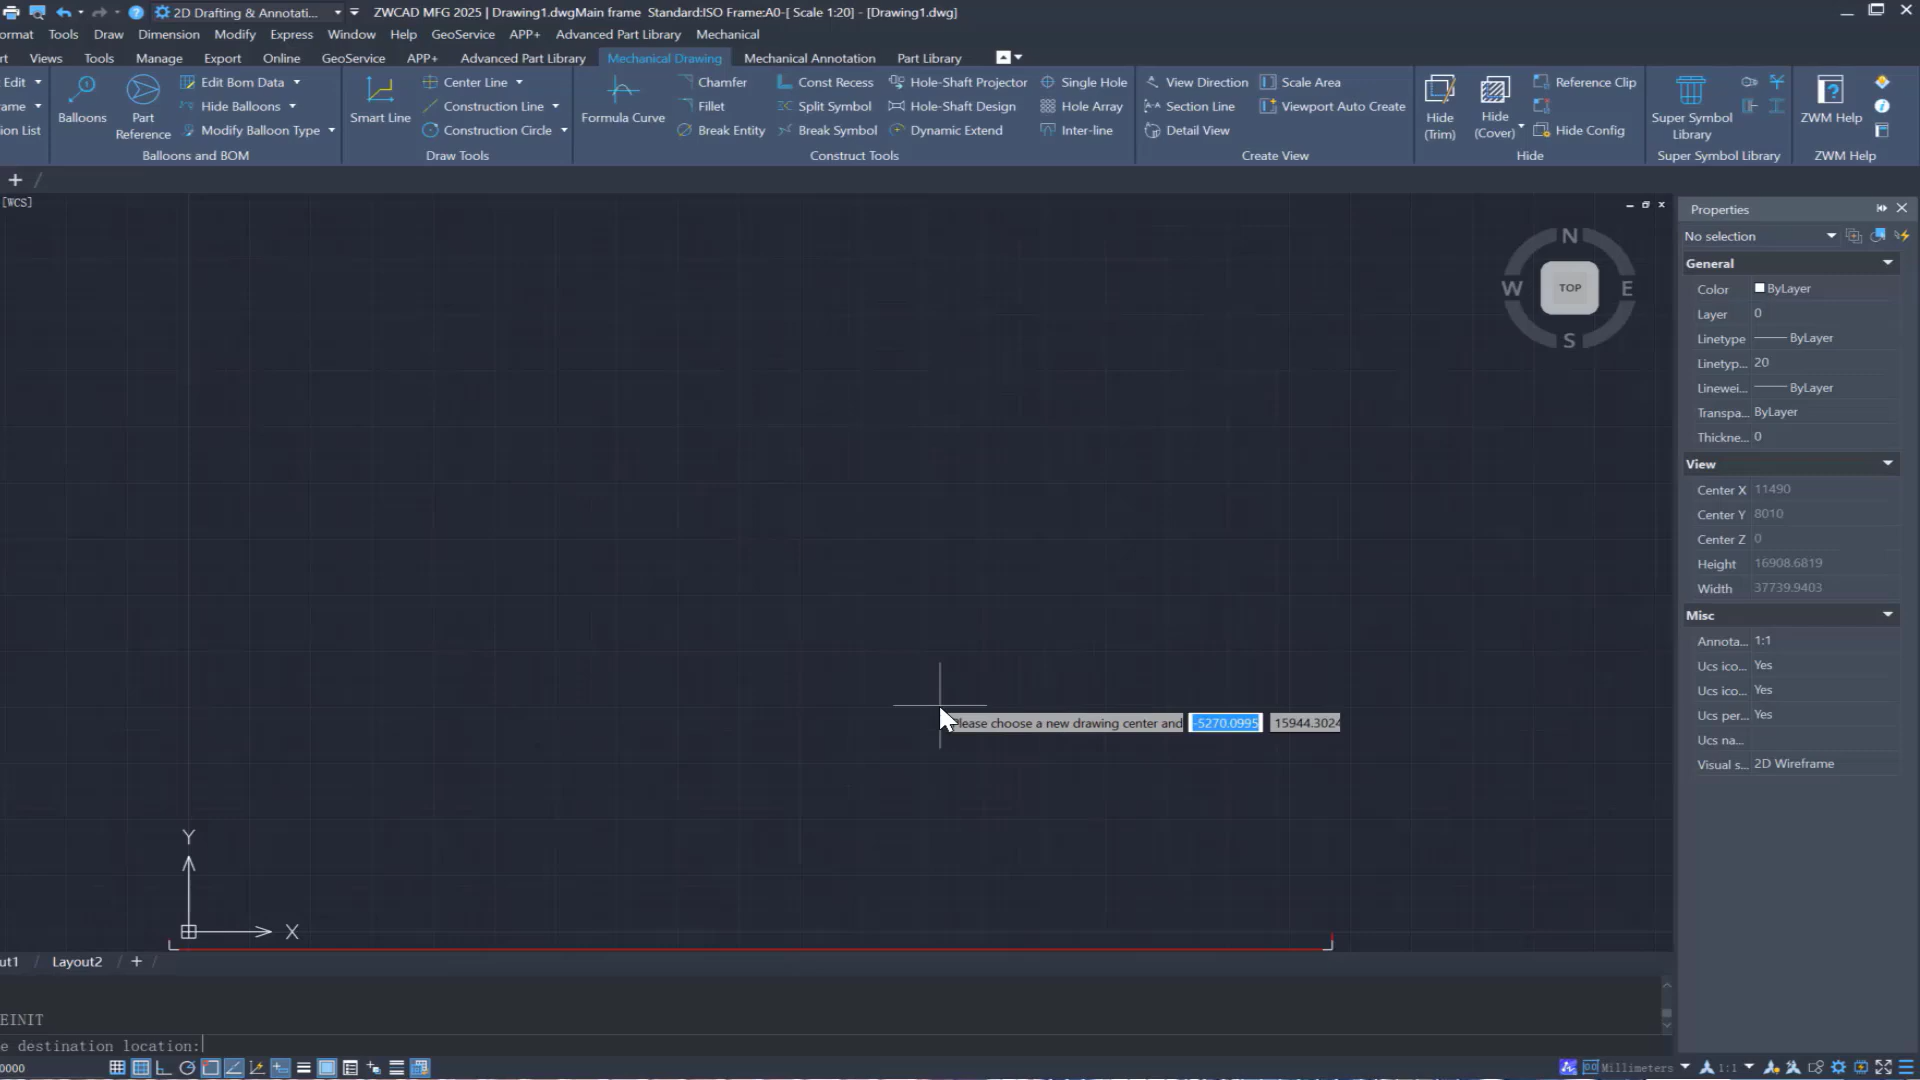 2D Drafting & Annotati... ZWCAD MFG 2025 | Drawing1.dwgMain frame Standard:ISO Frame:A0-[ Scale 1:20] - [Drawing1.dwg]
ormat Tools Draw Dimension Modify Express Window Help GeoService APP+ Advanced Part Library Mechanical
rt Views Tools Manage Export Online GeoService APP+ Advanced Part Library Mechanical Drawing Mechanical Annotation Part Library
Edit Edit Bom Data Center Line Chamfer Const Recess Hole-Shaft Projector Single Hole View Direction Scale Area Reference Clip
rame Hide Balloons Construction Line Fillet Split Symbol Hole-Shaft Design Hole Array Section Line Viewport Auto Create
ion List Balloons Part Reference Modify Balloon Type Smart Line Construction Circle Formula Curve Break Entity Break Symbol Dynamic Extend Inter-line Detail View Hide (Trim) Hide (Cover) Hide Config Super Symbol Library ZWM Help
Balloons and BOM Draw Tools Construct Tools Create View Hide Super Symbol Library ZWM Help
[WCS]
N
W TOP E
S
Please choose a new drawing center and -5270.0995 15944.3024
Y
X
Properties
No selection
General
Color ByLayer
Layer 0
Linetype ByLayer
Linetyp... 20
Linewei... ByLayer
Transpa... ByLayer
Thickne... 0
View
Center X 11490
Center Y 8010
Center Z 0
Height 16908.6819
Width 37739.9403
Misc
Annota... 1:1
Ucs ico... Yes
Ucs ico... Yes
Ucs per... Yes
Ucs na...
Visual s... 2D Wireframe
ut1 / Layout2 + /
EINIT
e destination location:
0000 Millimeters 1:1